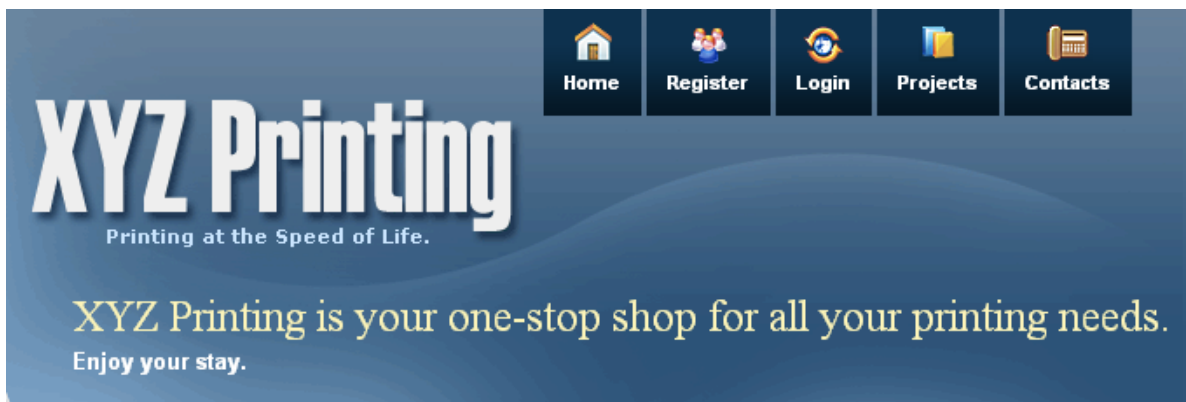 Home Register Login Projects Contacts
XYZ Printing
Printing at the Speed of Life.
XYZ Printing is your one-stop shop for all your printing needs.
Enjoy your stay.